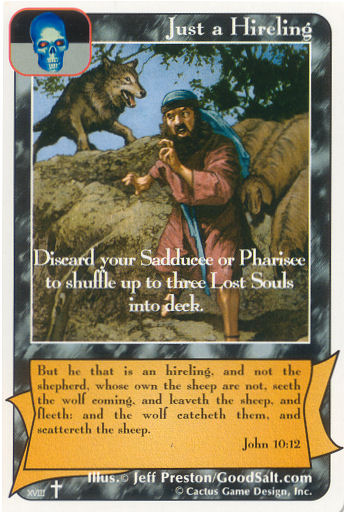 Just a Hireling
Discard your Sadducee or Pharisee
to shuffle up to three Lost Souls
into deck.
But he that is an hireling, and not the
shepherd, whose own the sheep are not, seeth
the wolf coming, and leaveth the sheep, and
fleeth: and the wolf catcheth them, and
scattereth the sheep.
John 10:12
Illus.© Jeff Preston/GoodSalt.com
XVIII
© Cactus Game Design, Inc.